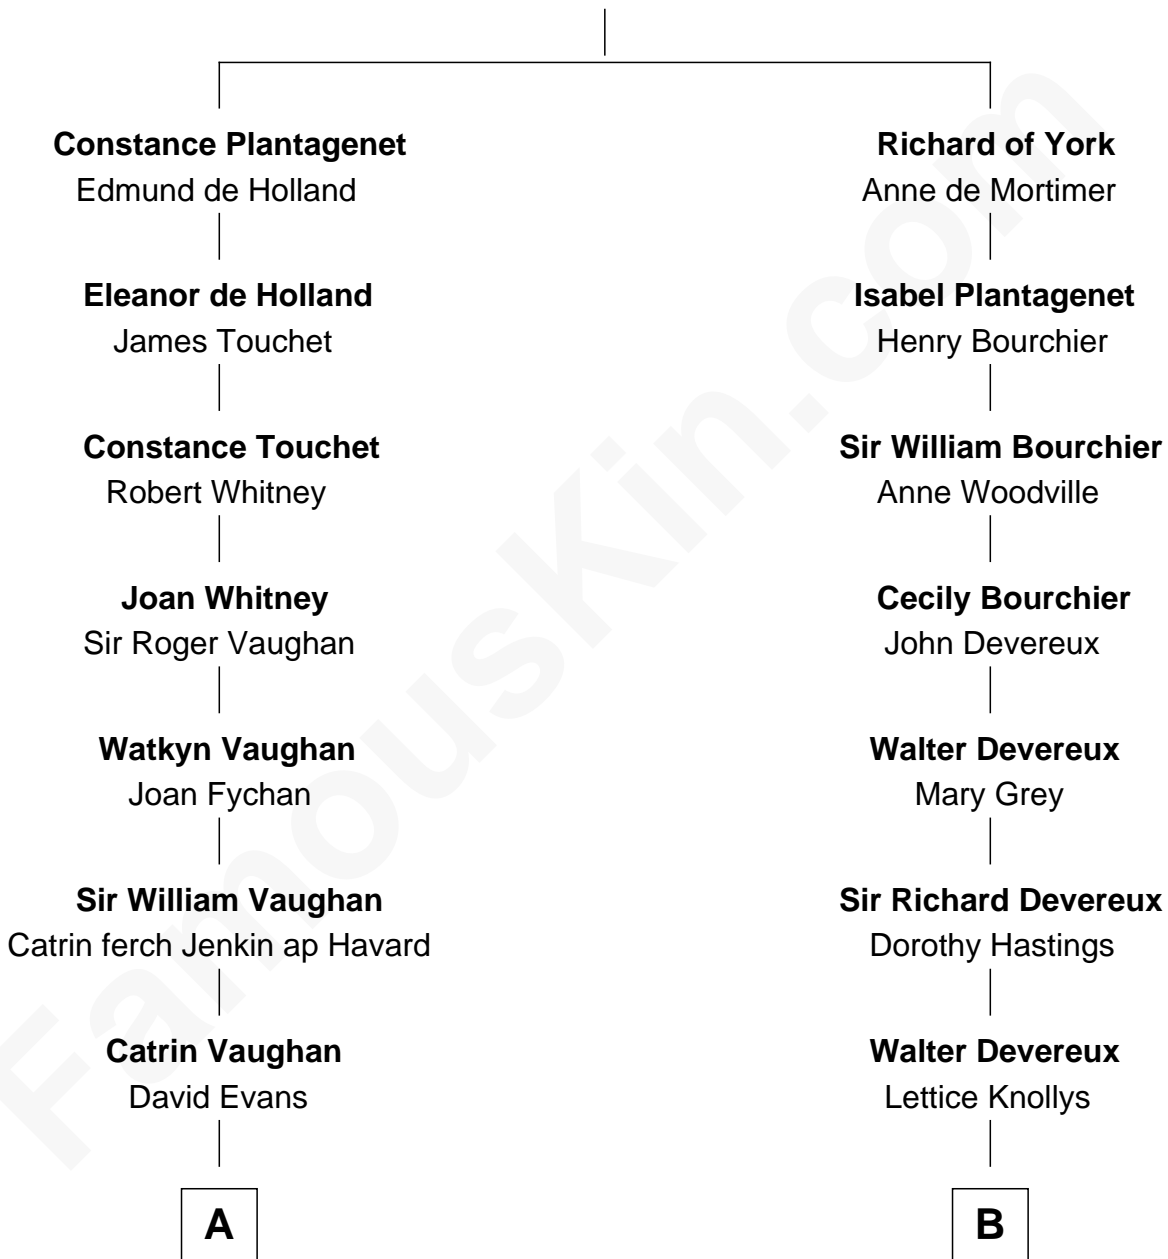 Constance Plantagenet
Edmund de Holland
Richard of York
Anne de Mortimer
Eleanor de Holland
James Touchet
Isabel Plantagenet
Henry Bourchier
Constance Touchet
Robert Whitney
Sir William Bourchier
Anne Woodville
Joan Whitney
Sir Roger Vaughan
Cecily Bourchier
John Devereux
Watkyn Vaughan
Joan Fychan
Walter Devereux
Mary Grey
Sir William Vaughan
Catrin ferch Jenkin ap Havard
Sir Richard Devereux
Dorothy Hastings
Catrin Vaughan
David Evans
Walter Devereux
Lettice Knollys
A
B
FamousKin.com